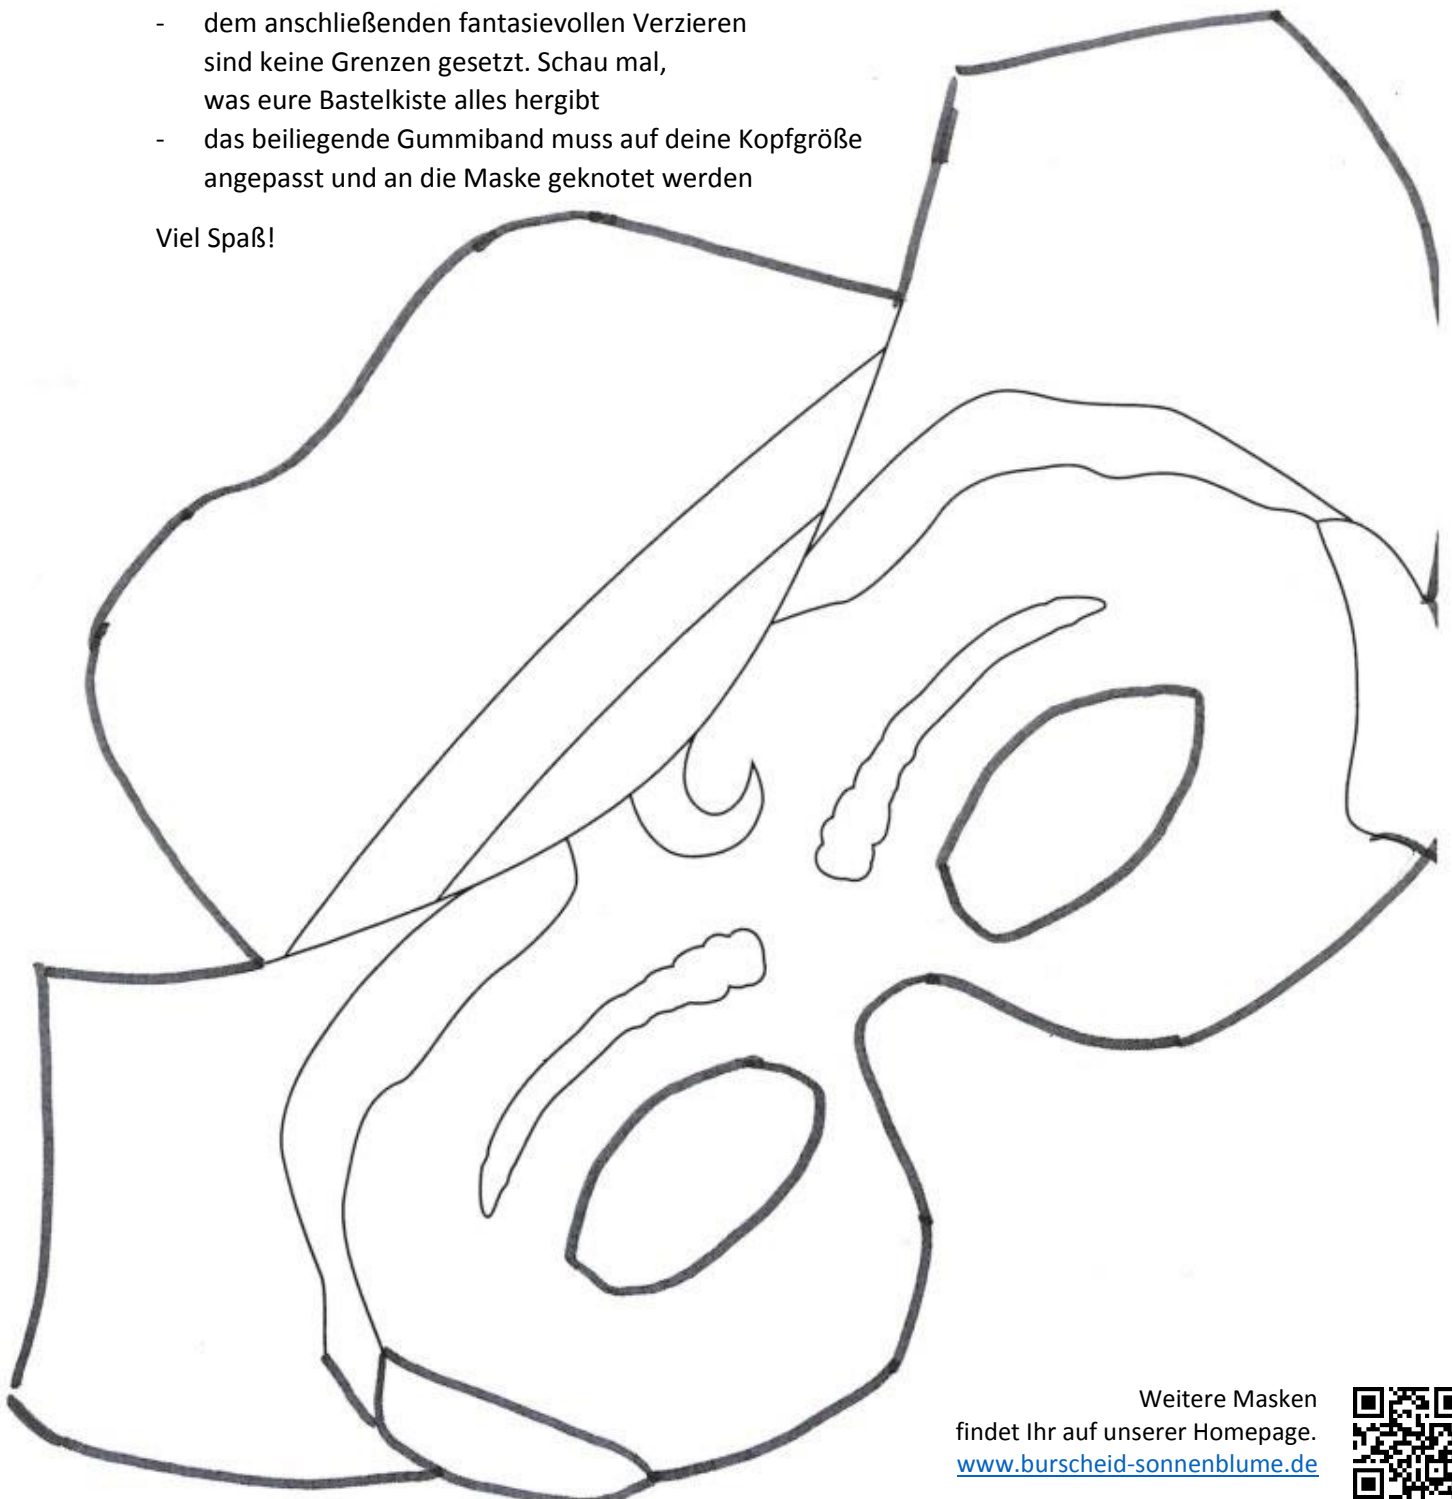 - dem anschließenden fantasievollen Verzieren
sind keine Grenzen gesetzt. Schau mal,
was eure Bastelkiste alles hergibt
- das beiliegende Gummiband muss auf deine Kopfgröße
angepasst und an die Maske geknotet werden
Viel Spaß!
Weitere Masken
findet Ihr auf unserer Homepage.
www.burscheid-sonnenblume.de